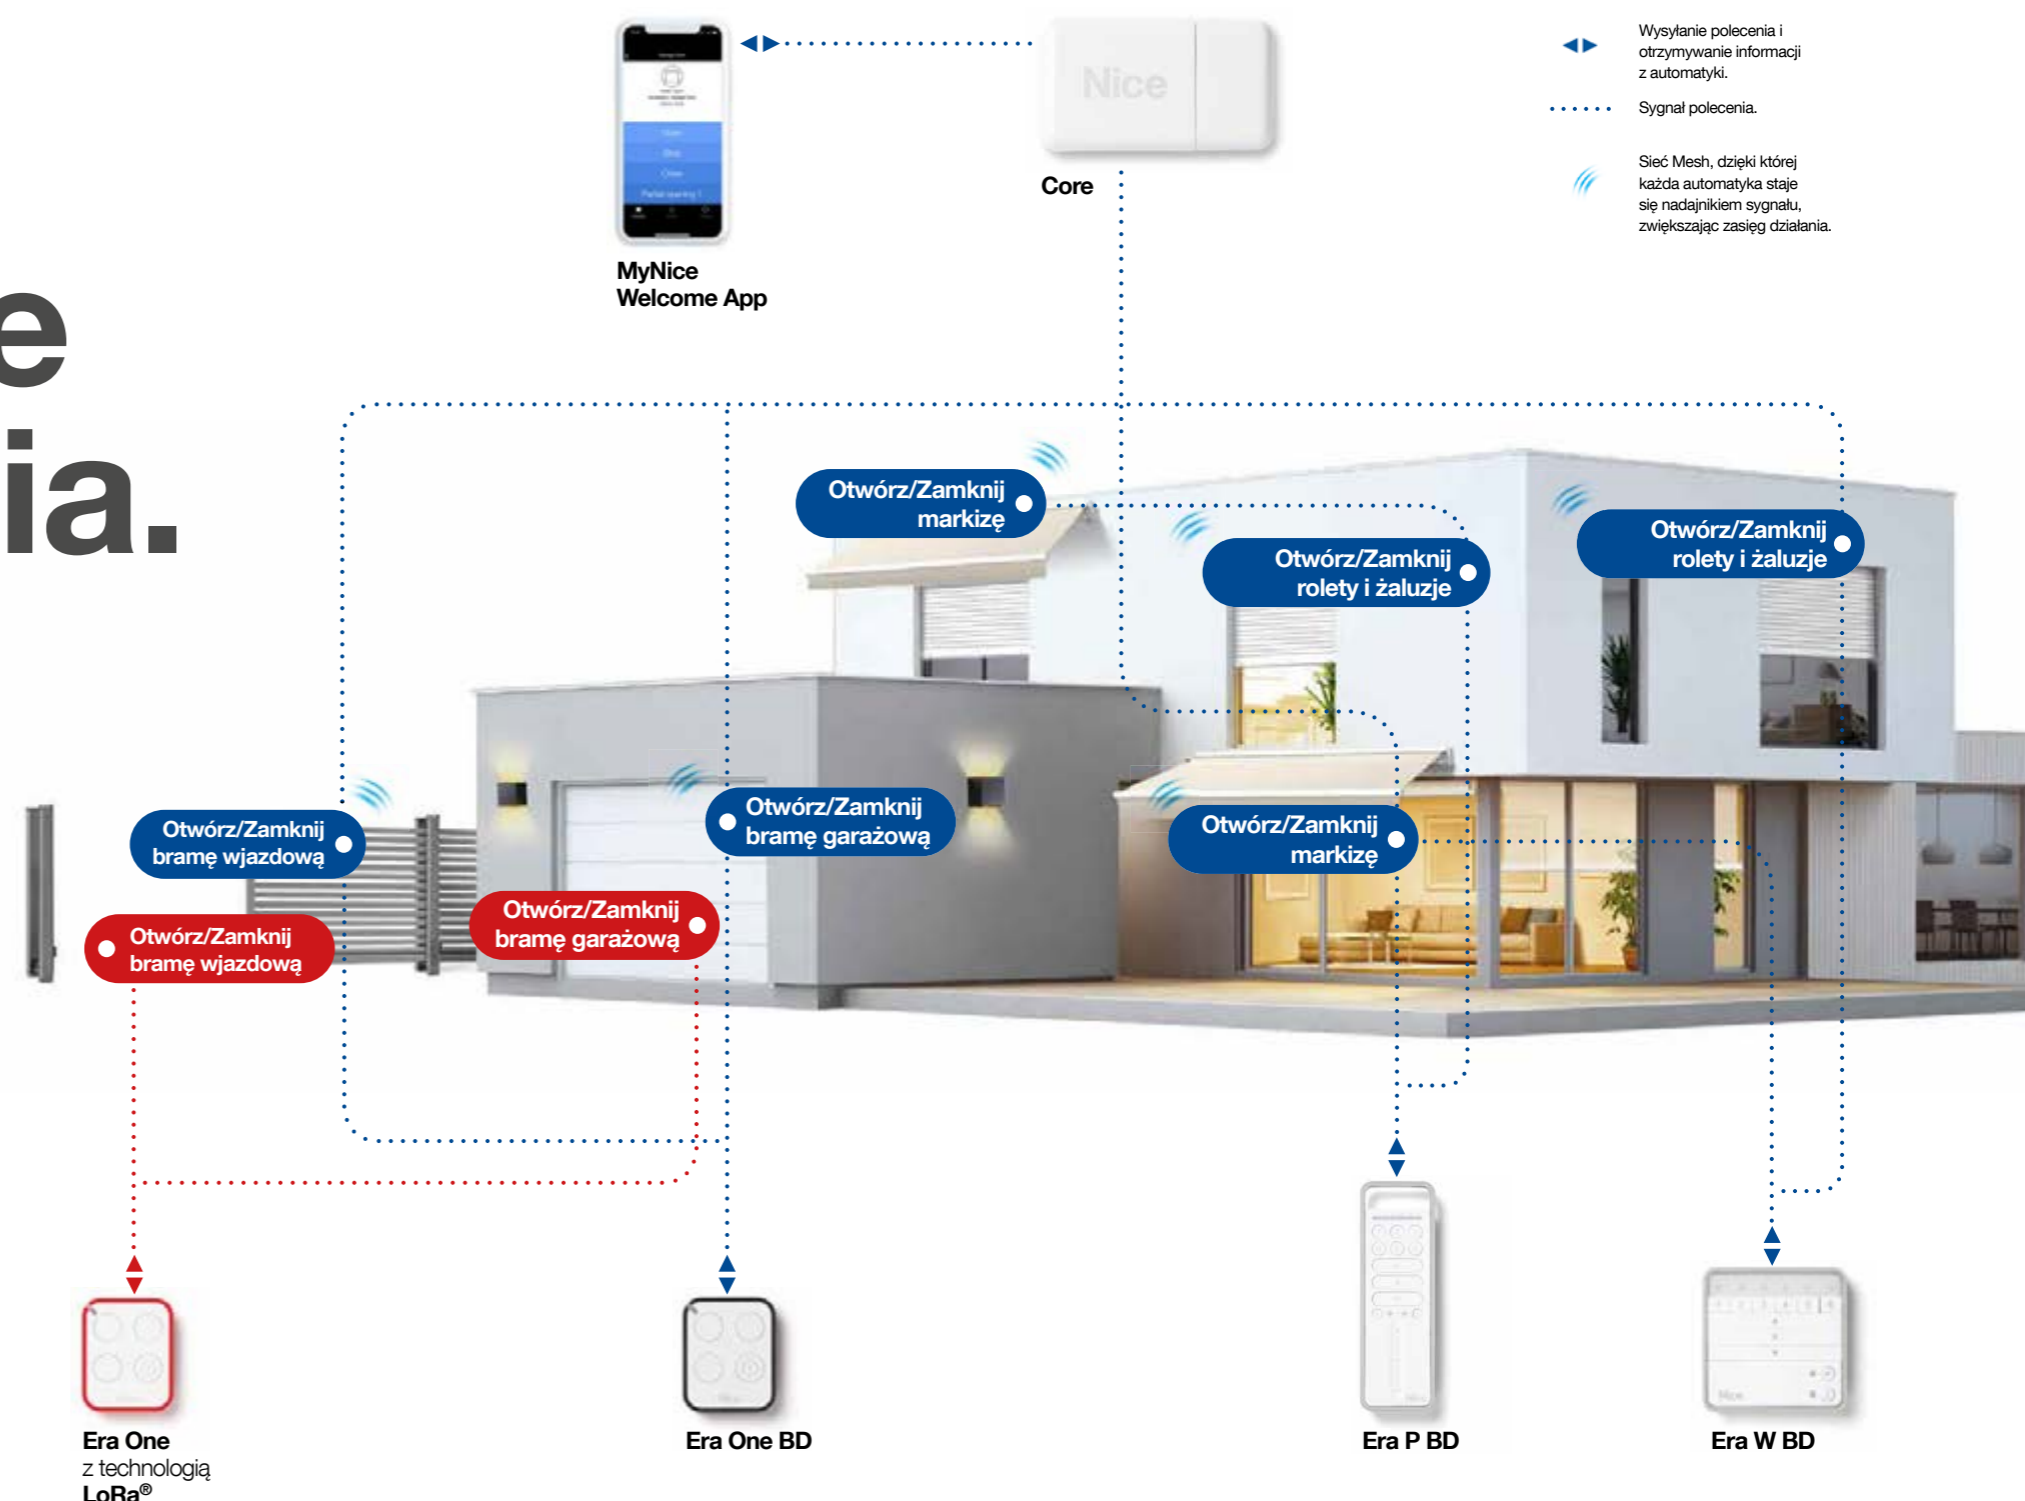 Nice
Wysyłanie polecenia i
otrzymywanie informacji
z automatyki.
Sygnał polecenia.
Sieć Mesh, dzięki której
każda automatyka staje
się nadajnikiem sygnału,
zwiększając zasięg działania.
Core
MyNice
Welcome App
e
ia.
Otwórz/Zamknij
markizę
Otwórz/Zamknij
rolety i żaluzje
Otwórz/Zamknij
rolety i żaluzje
Otwórz/Zamknij
bramę wjazdową
Otwórz/Zamknij
bramę garażową
Otwórz/Zamknij
markizę
Otwórz/Zamknij
bramę wjazdową
Otwórz/Zamknij
bramę garażową
Era One
z technologią
LoRa®
Era One BD
Era P BD
Era W BD